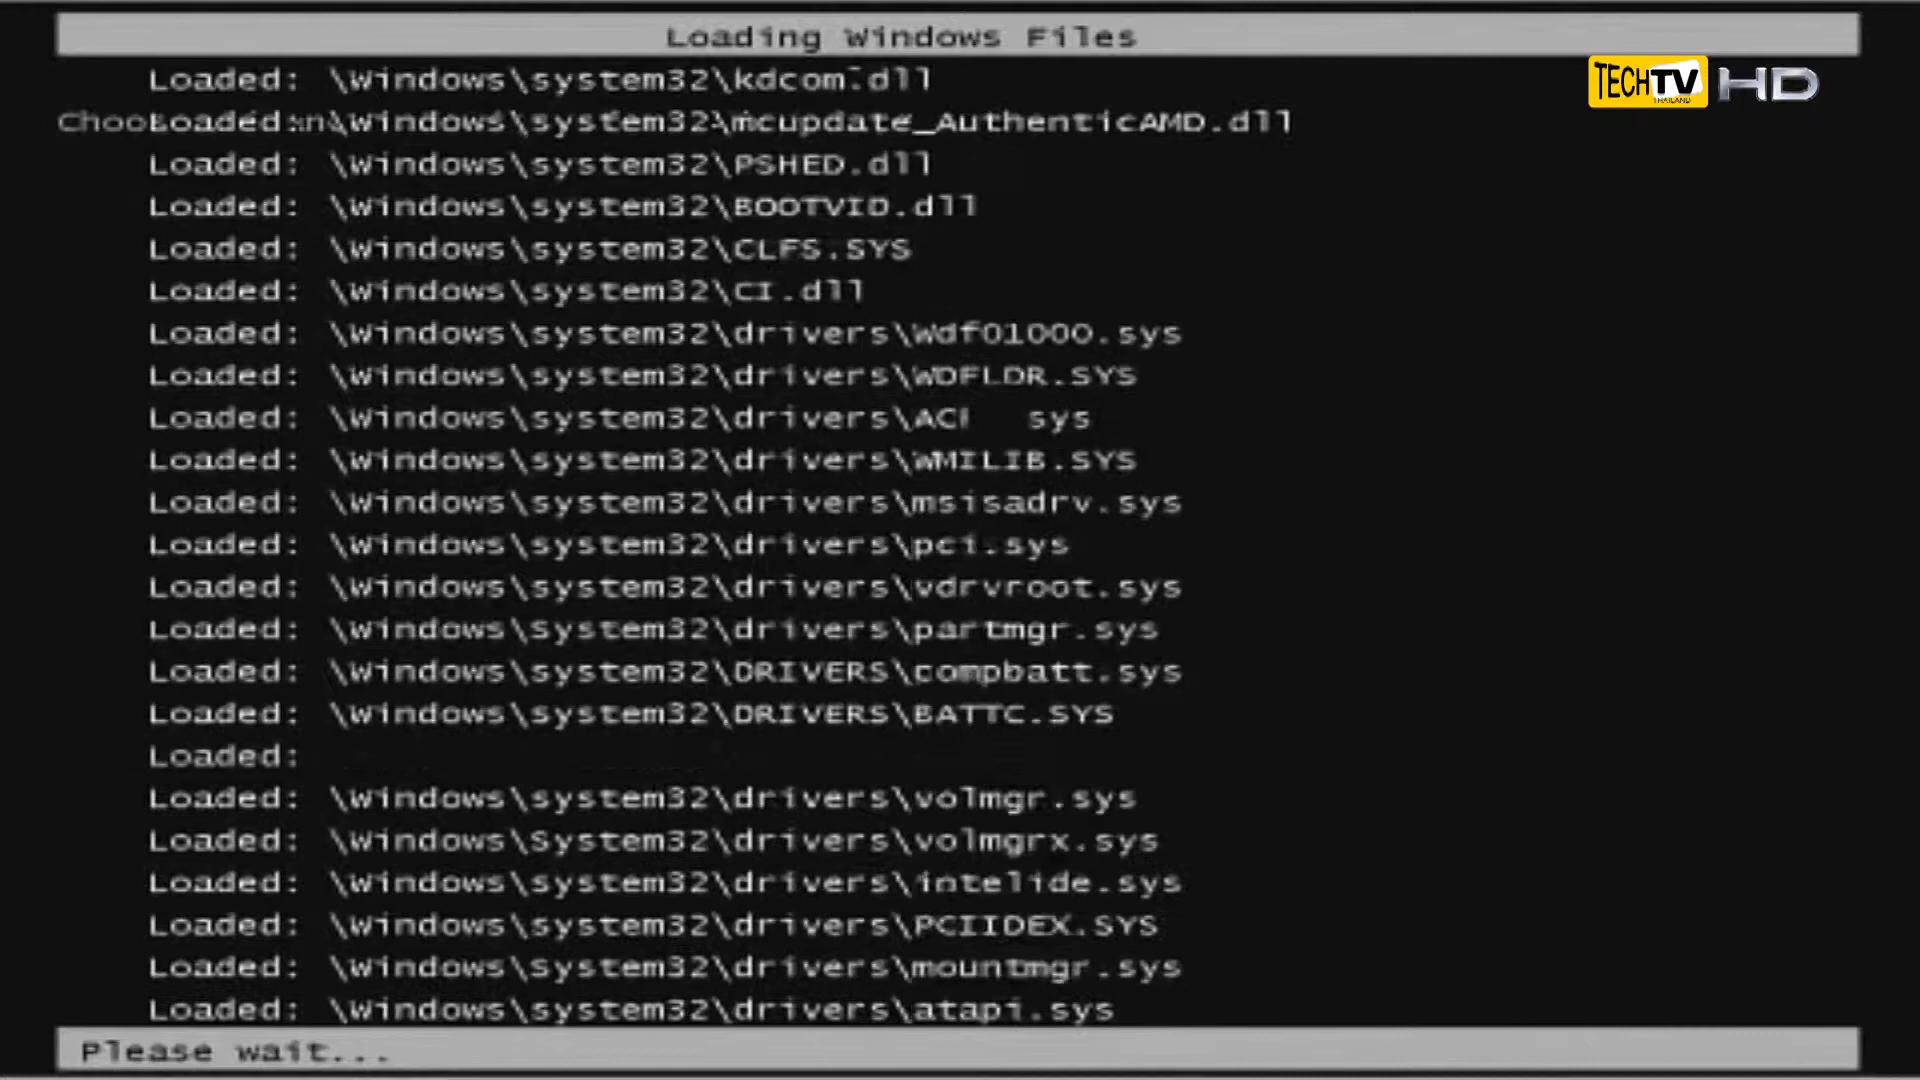 Loading Windows Files
TECHTV HD
THAILAND
Loaded: \Windows\system32\kdcom.dll
Loaded: \Windows\system32\mcupdate_AuthenticAMD.dll
Loaded: \Windows\system32\PSHED.dll
Loaded: \Windows\system32\BOOTVID.dll
Loaded: \Windows\system32\CLFS.SYS
Loaded: \Windows\system32\CI.dll
Loaded: \Windows\system32\drivers\Wdf01000.sys
Loaded: \Windows\system32\drivers\WDFLDR.SYS
Loaded: \Windows\system32\drivers\AC sys
Loaded: \Windows\system32\drivers\WMILIB.SYS
Loaded: \Windows\system32\drivers\msisadrv.sys
Loaded: \Windows\system32\drivers\pci.sys
Loaded: \Windows\system32\drivers\vdrvroot.sys
Loaded: \Windows\System32\drivers\partmgr.sys
Loaded: \Windows\system32\DRIVERS\compbatt.sys
Loaded: \Windows\system32\DRIVERS\BATTC.SYS
Loaded:
Loaded: \Windows\system32\drivers\volmgr.sys
Loaded: \Windows\System32\drivers\volmgrx.sys
Loaded: \Windows\system32\drivers\intelide.sys
Loaded: \Windows\system32\drivers\PCIIDEX.SYS
Loaded: \Windows\System32\drivers\mountmgr.sys
Loaded: \Windows\system32\drivers\atapi.sys
Please wait...